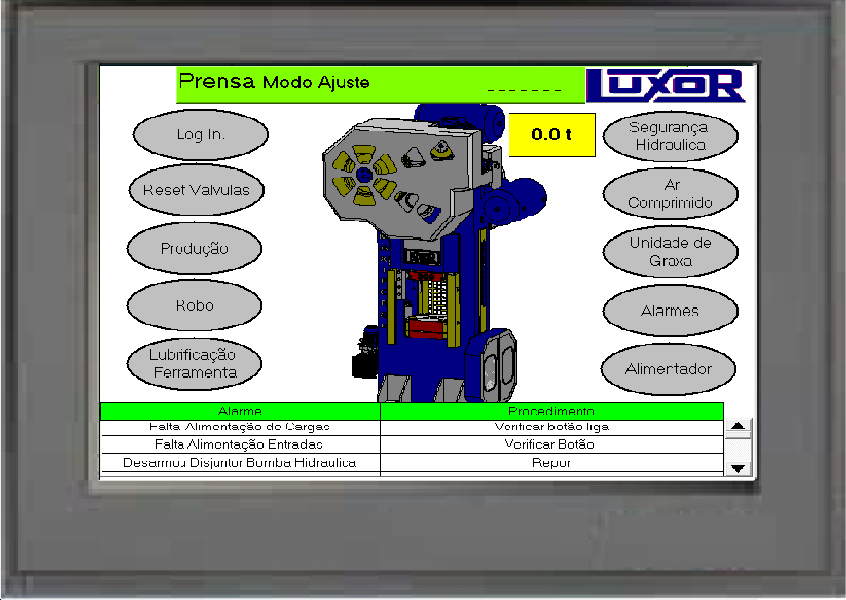 Prensa Modo Ajuste
_ _ _ _ _ _ _
LUXOR
Log In.
Reset Valvulas
Produção
Robo
Lubrificação
Ferramenta
0.0 t
Segurança
Hidraulica
Ar
Comprimido
Unidade de
Graxa
Alarmes
Alimentador
Alarme Procedimento
Falta Alimentação de Cargas Verificar botão liga
Falta Alimentação Entradas Verificar Botão
Desarmou Disjuntor Bomba Hidraulica Repor